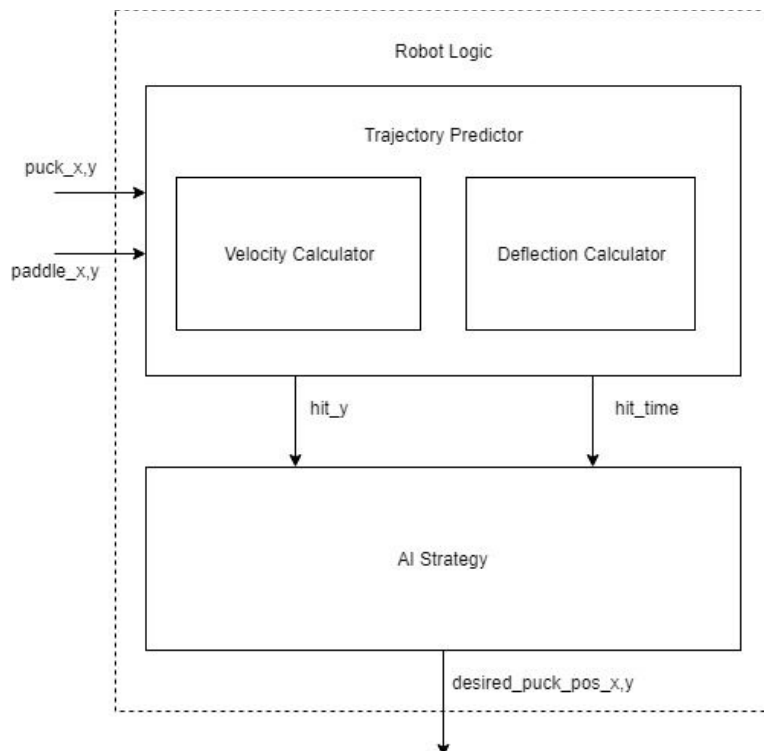 Robot Logic
Trajectory Predictor
puck_x,y
Velocity Calculator
Deflection Calculator
paddle_x,y
hit_y
hit_time
AI Strategy
desired_puck_pos_x,y